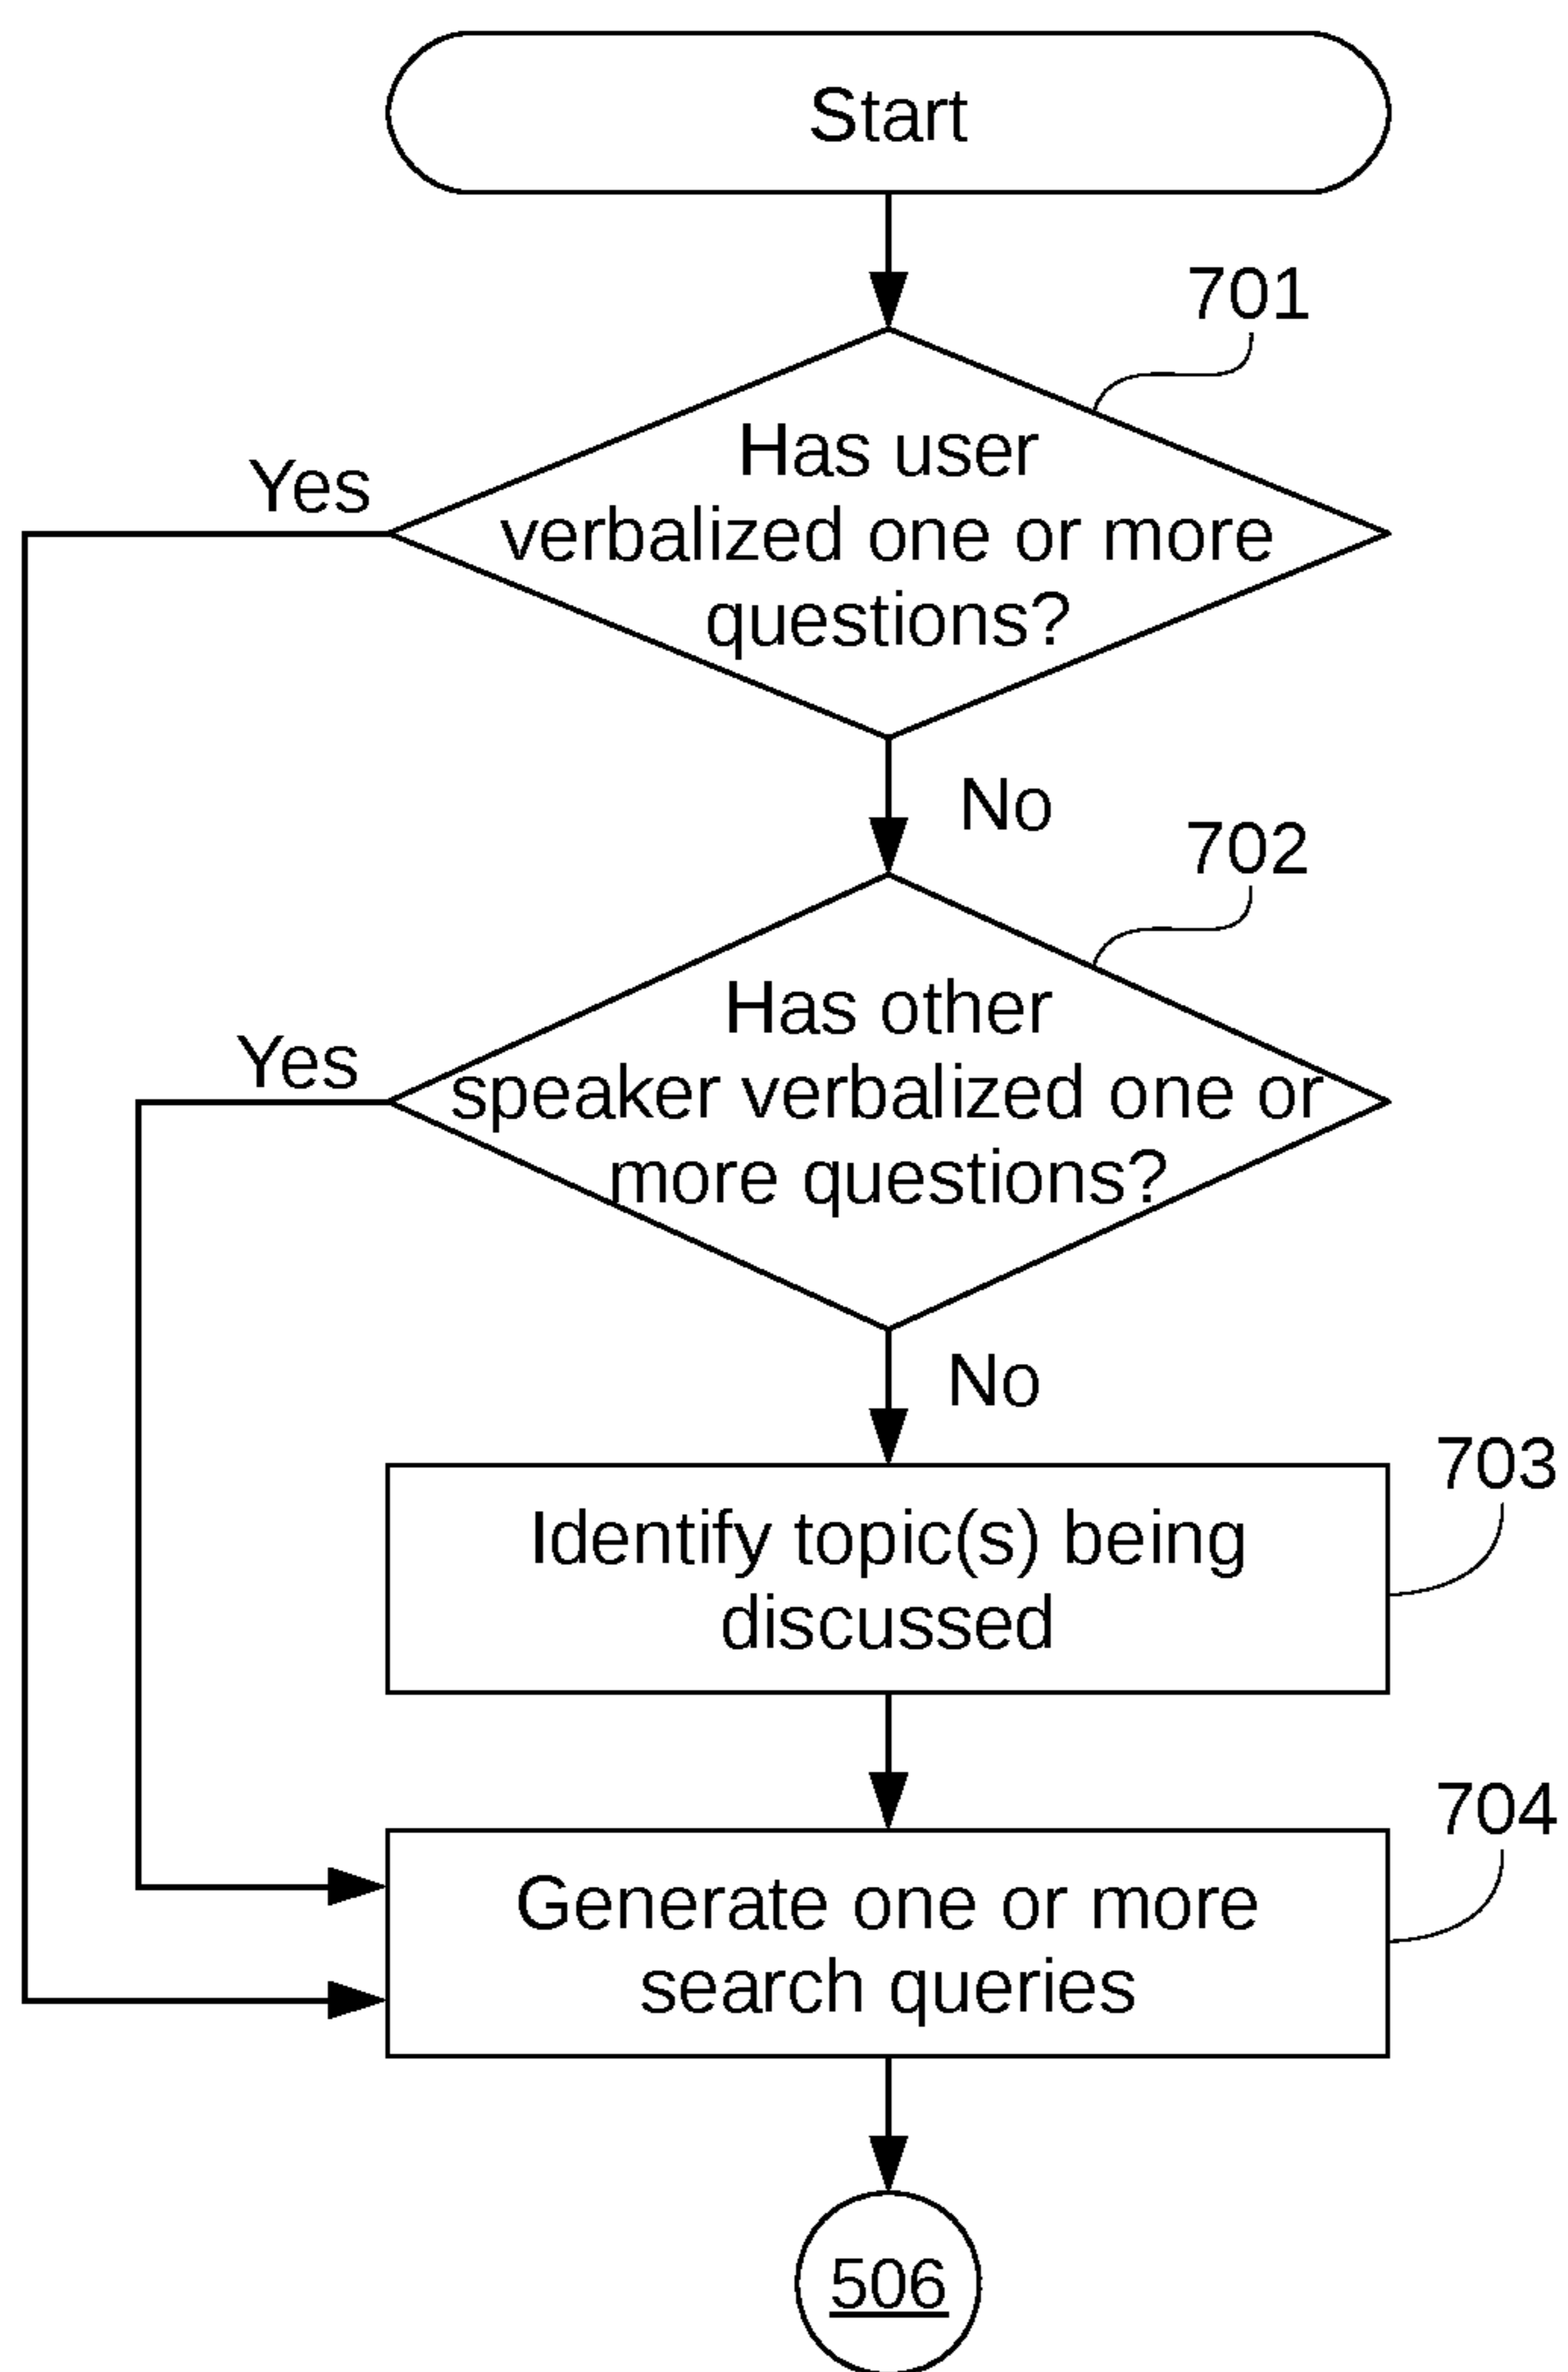 Start
701
Has user
verbalized one or more
questions?
Yes
No
702
Has other
speaker verbalized one or
more questions?
Yes
No
703
Identify topic(s) being
discussed
704
Generate one or more
search queries
506